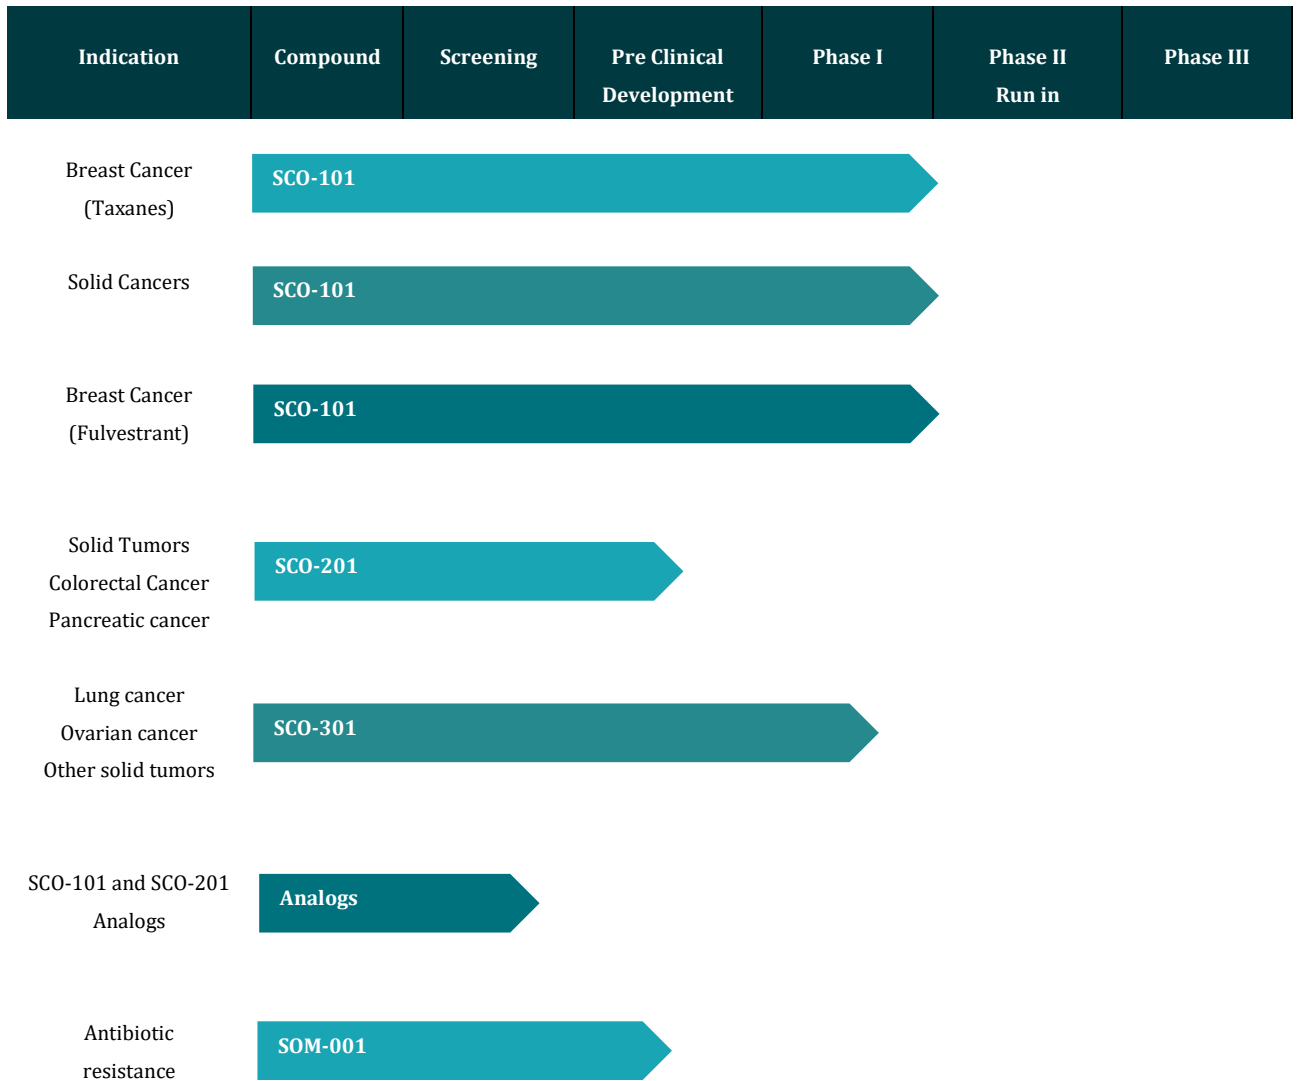 Indication
Compound
Screening
Pre Clinical
Development
Phase I
Phase II
Run in
Phase III
Breast Cancer
(Taxanes)
SCO-101
Solid Cancers
SCO-101
Breast Cancer
(Fulvestrant)
SCO-101
Solid Tumors
Colorectal Cancer
Pancreatic cancer
SCO-201
Lung cancer
Ovarian cancer
Other solid tumors
SCO-301
SCO-101 and SCO-201
Analogs
Analogs
Antibiotic
resistance
SOM-001